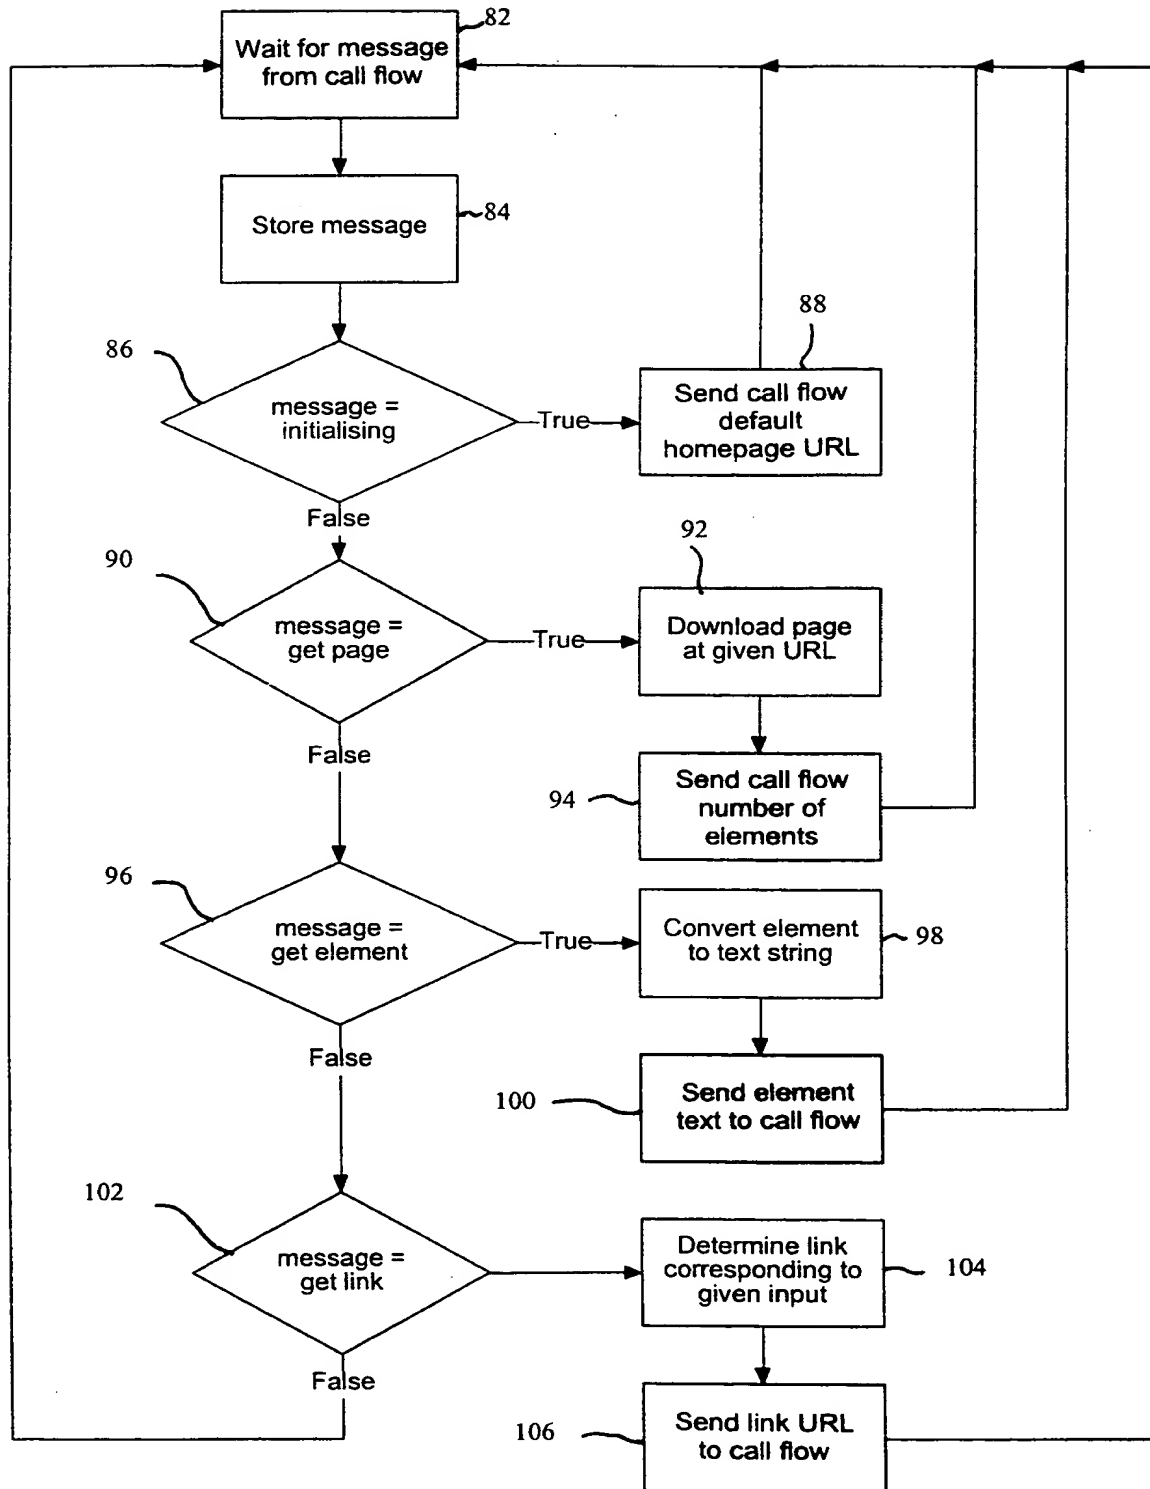 82
Wait for message
from call flow
Store message
84
86
message =
initialising
True
88
Send call flow
default
homepage URL
False
90
message =
get page
True
92
Download page
at given URL
False
94
Send call flow
number of
elements
96
message =
get element
True
Convert element
to text string
98
False
100
Send element
text to call flow
102
message =
get link
Determine link
corresponding to
given input
104
False
106
Send link URL
to call flow